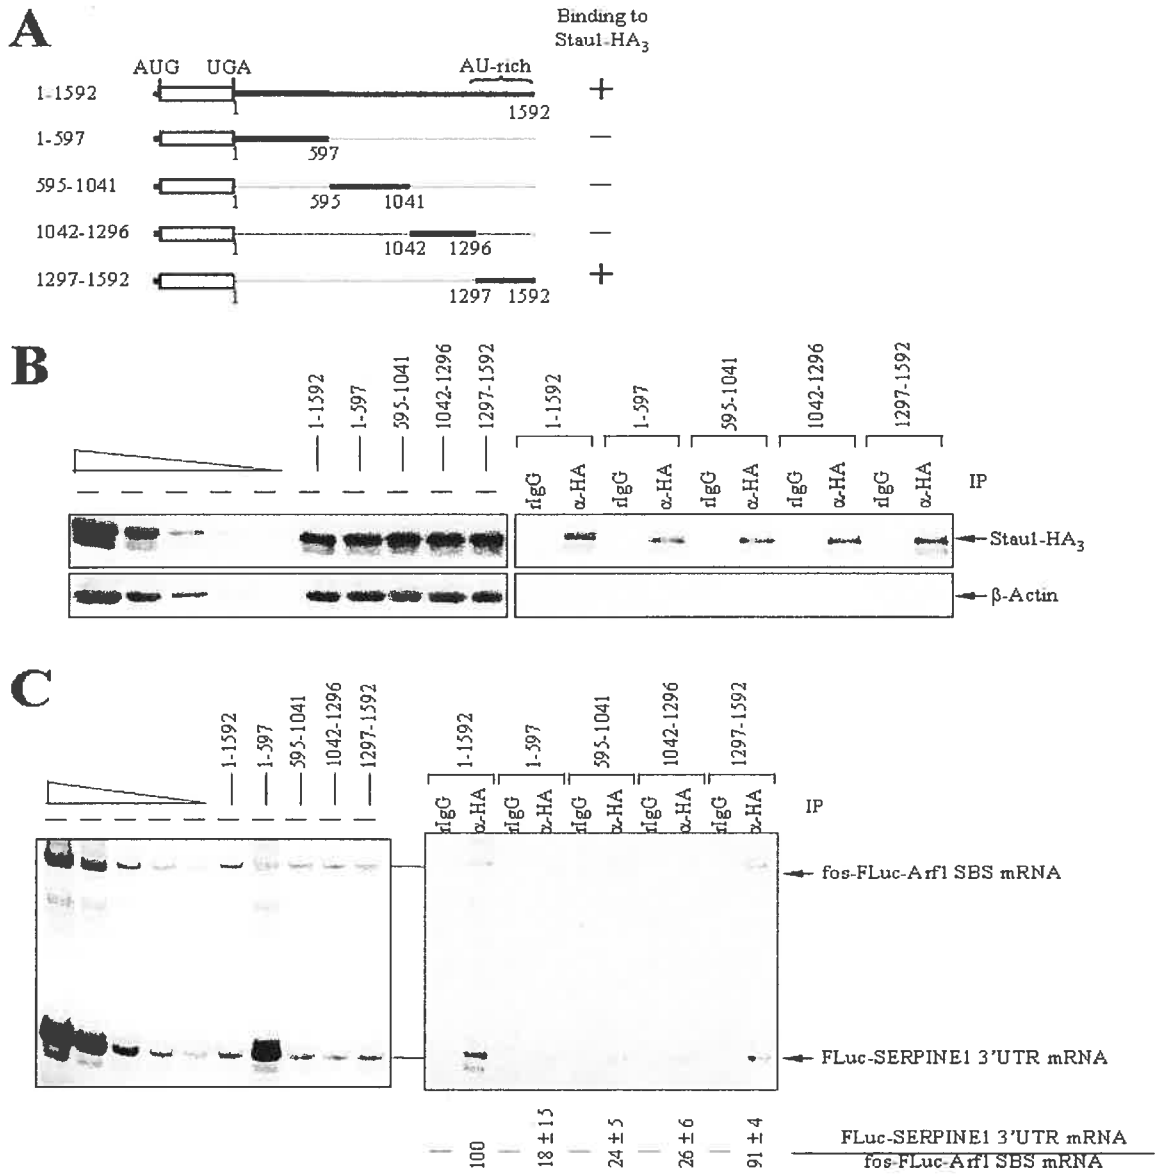 A
Binding to
Stau1-HA3
AUG UGA AU-rich
1-1592 +
1 1592
1-597 −
1 597
595-1041 −
1 595 1041
1042-1296 −
1 1042 1296
1297-1592 +
1 1297 1592
B
1-1592 1-597 595-1041 1042-1296 1297-1592 1-1592 1-597 595-1041 1042-1296 1297-1592
rIgG α-HA rIgG α-HA rIgG α-HA rIgG α-HA rIgG α-HA IP
Stau1-HA3
β-Actin
C
1-1592 1-597 595-1041 1042-1296 1297-1592 1-1592 1-597 595-1041 1042-1296 1297-1592
rIgG α-HA rIgG α-HA rIgG α-HA rIgG α-HA rIgG α-HA IP
fos-FLuc-Arf1 SBS mRNA
FLuc-SERPINE1 3'UTR mRNA
— 100 — 18 ± 15 — 24 ± 5 — 26 ± 6 — 91 ± 4 FLuc-SERPINE1 3'UTR mRNA
fos-FLuc-Arf1 SBS mRNA